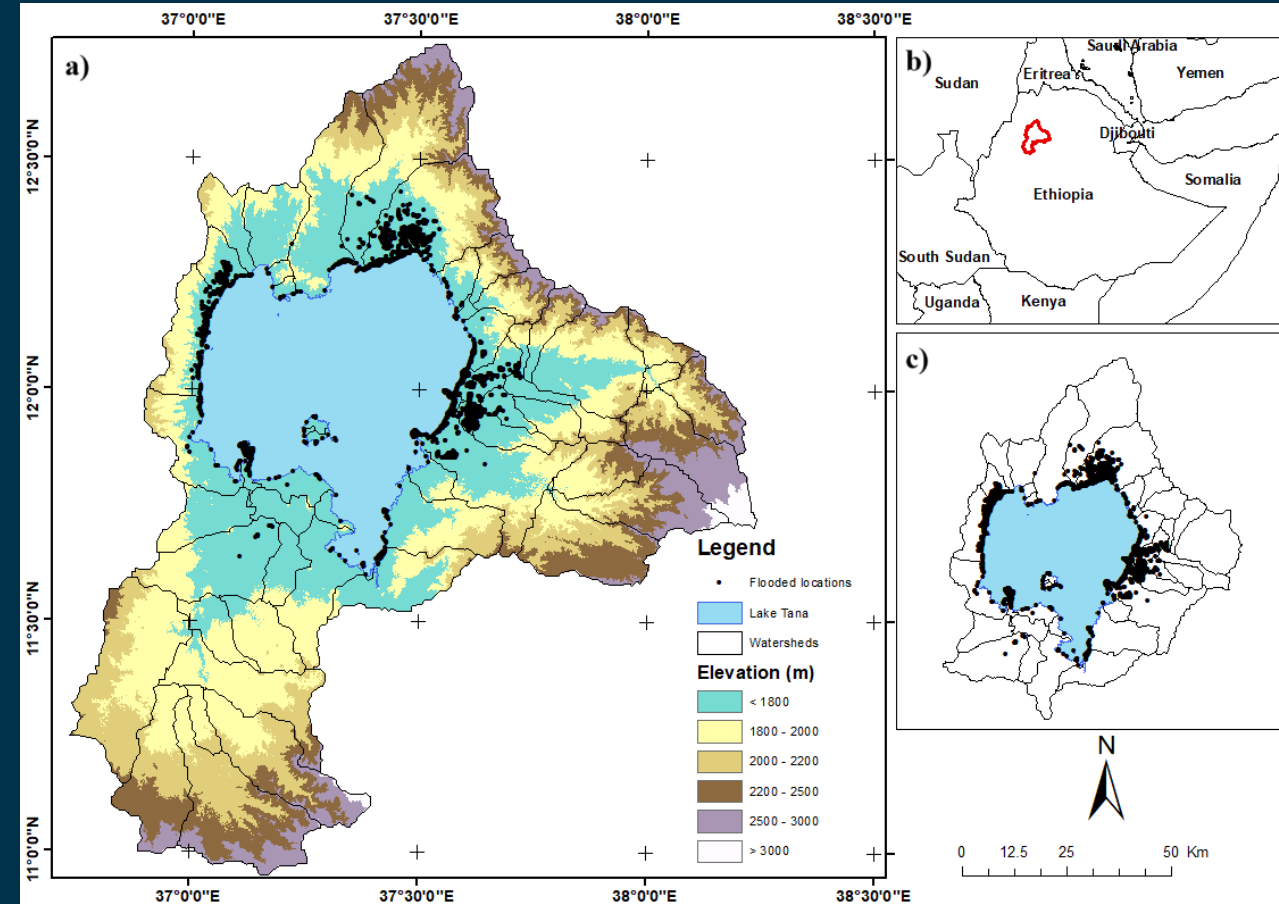 37°0'0"E 37°30'0"E 38°0'0"E 38°30'0"E
a)
12°30'0"N
12°0'0"N
11°30'0"N
11°0'0"N
Legend
Flooded locations
Lake Tana
Watersheds
Elevation (m)
< 1800
1800 - 2000
2000 - 2200
2200 - 2500
2500 - 3000
> 3000
37°0'0"E 37°30'0"E 38°0'0"E 38°30'0"E
b)
Saudi Arabia
Sudan
Eritrea
Yemen
Djibouti
Somalia
Ethiopia
South Sudan
Uganda
Kenya
c)
N
0 12.5 25 50 Km